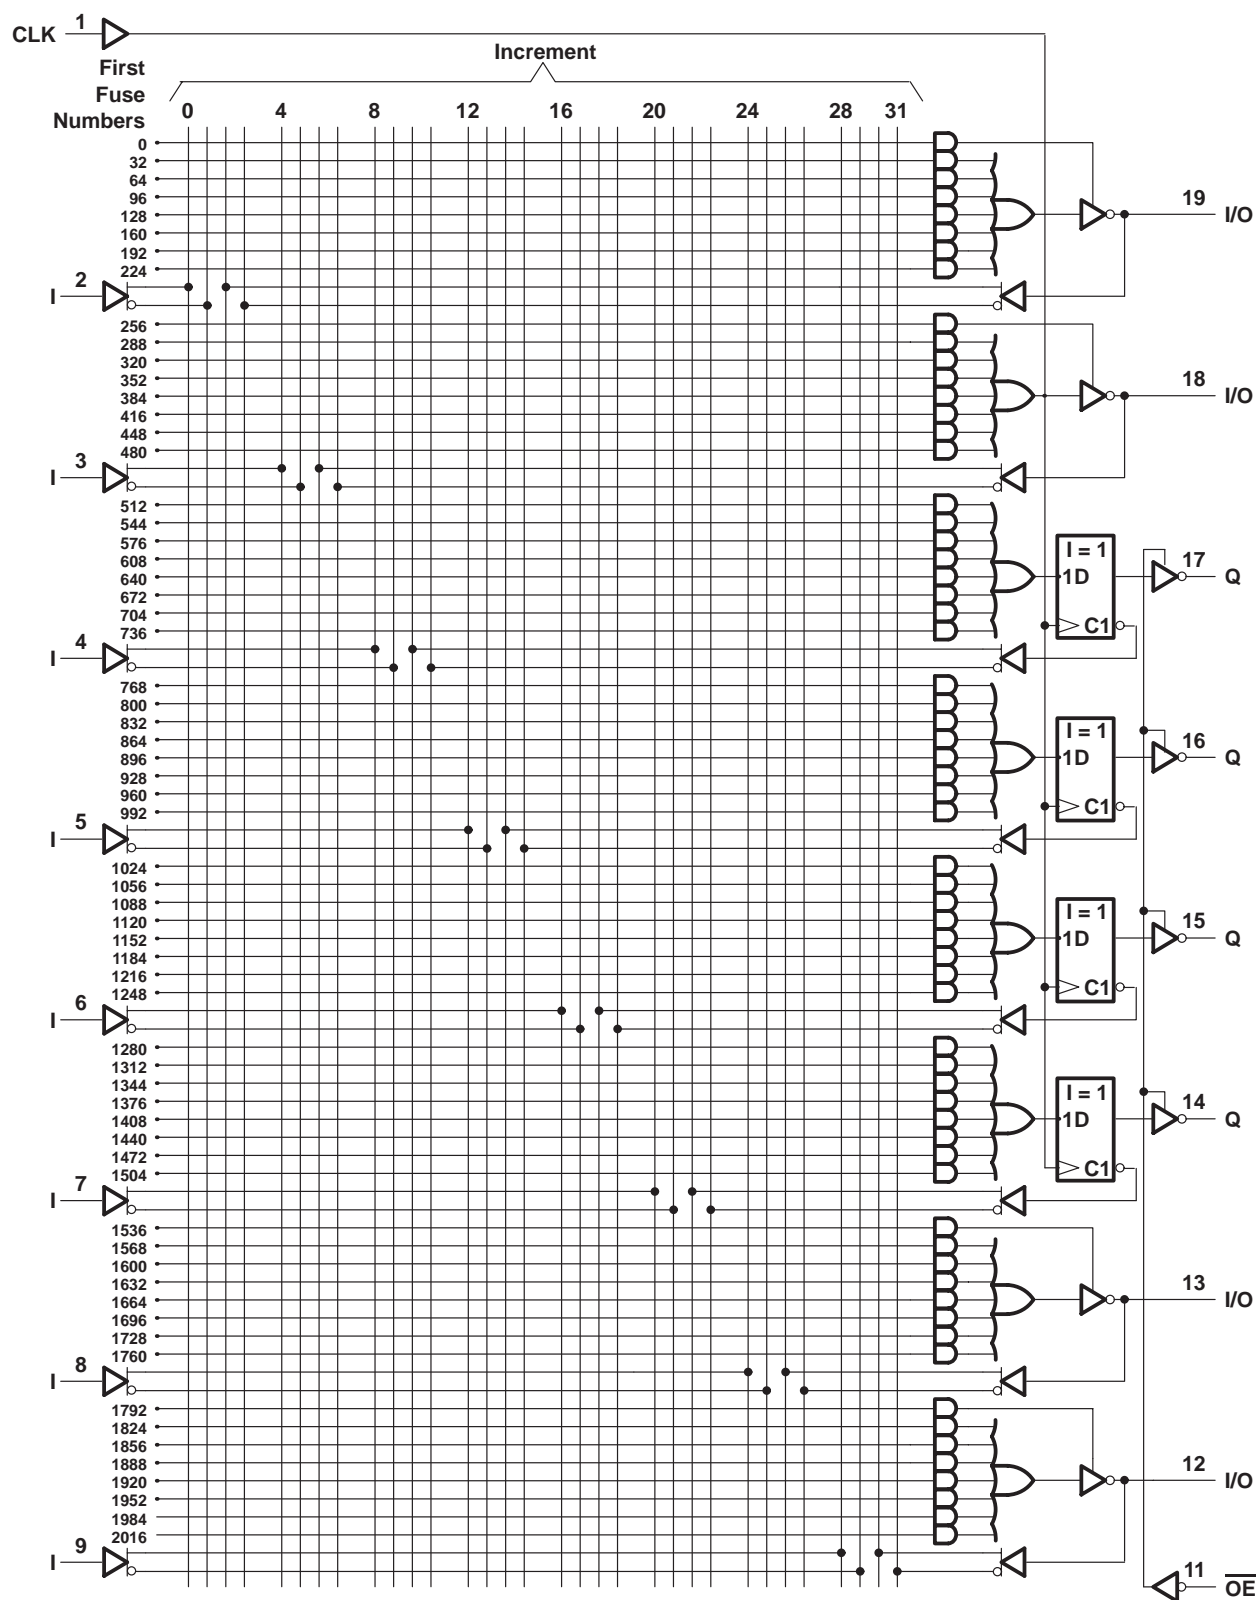 CLK 1
Increment
First
Fuse
Numbers
0 4 8 12 16 20 24 28 31
0
32
64
96
128
160
192
224
19 I/O
I 2
256
288
320
352
384
416
448
480
18 I/O
I 3
512
544
576
608
640
672
704
736
I = 1
1D
C1
17 Q
I 4
768
800
832
864
896
928
960
992
I = 1
1D
C1
16 Q
I 5
1024
1056
1088
1120
1152
1184
1216
1248
I = 1
1D
C1
15 Q
I 6
1280
1312
1344
1376
1408
1440
1472
1504
I = 1
1D
C1
14 Q
I 7
1536
1568
1600
1632
1664
1696
1728
1760
13 I/O
I 8
1792
1824
1856
1888
1920
1952
1984
2016
12 I/O
I 9
11 OE